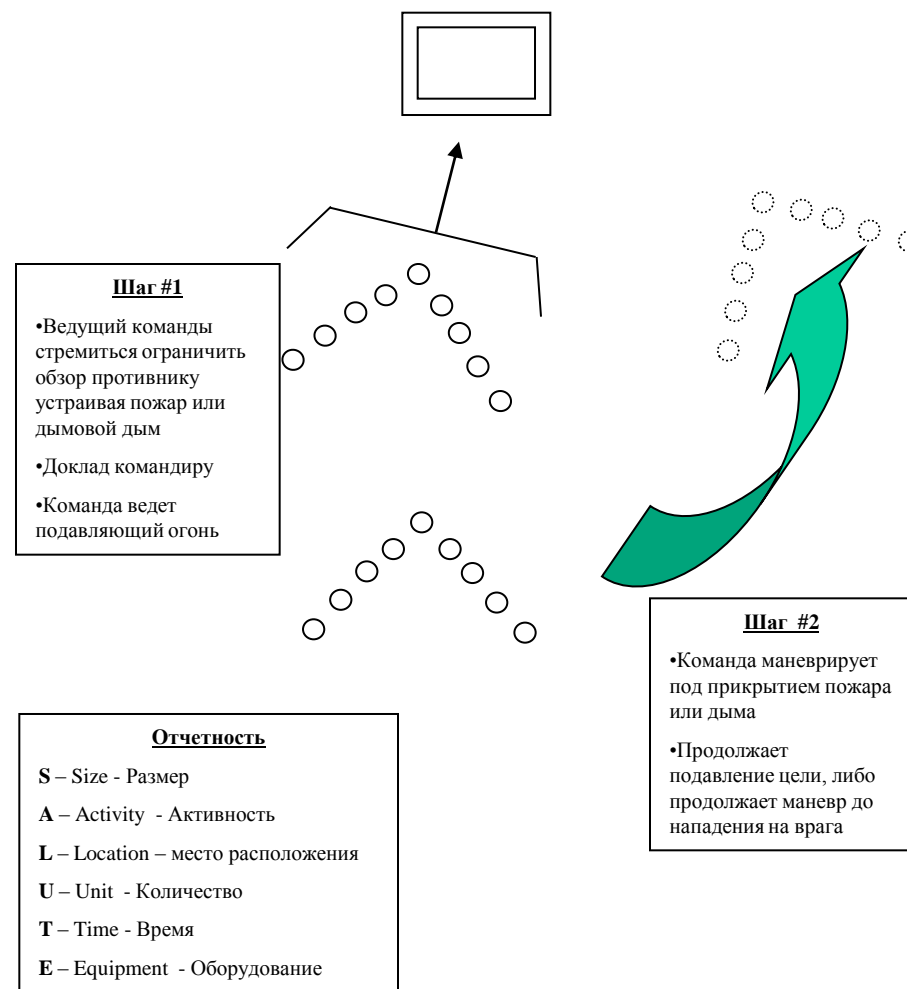 Шаг #1
•Ведущий команды
стремиться ограничить
обзор противнику
устраивая пожар или
дымовой дым
•Доклад командиру
•Команда ведет
подавляющий огонь
Шаг #2
•Команда маневрирует
под прикрытием пожара
или дыма
•Продолжает
подавление цели, либо
продолжает маневр до
нападения на врага
Отчетность
S – Size - Размер
A – Activity - Активность
L – Location – место расположения
U – Unit - Количество
T – Time - Время
E – Equipment - Оборудование